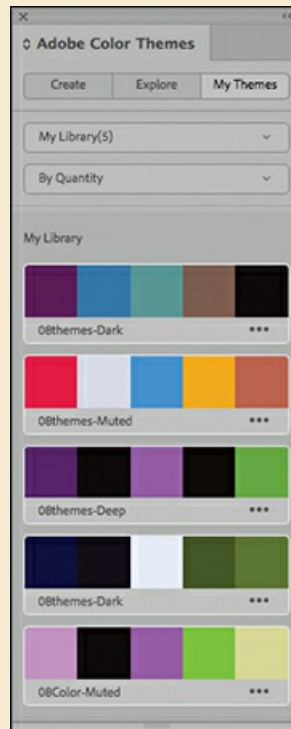 Adobe Color Themes
Create Explore My Themes
My Library(5)
By Quantity
My Library
08themes-Dark
08themes-Muted
08themes-Deep
08themes-Dark
08Color-Muted